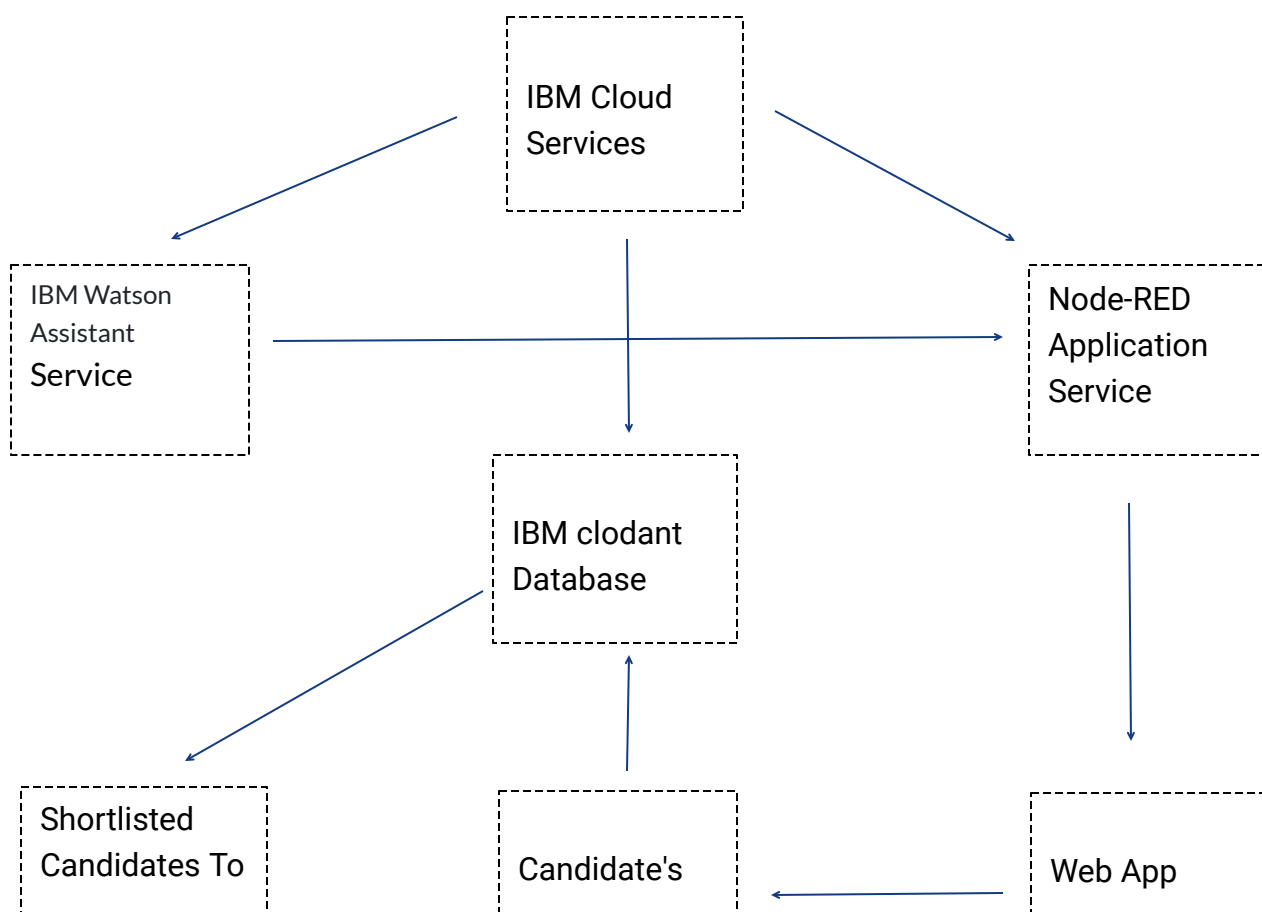 IBM Cloud
Services
IBM Watson
Assistant
Service
Node-RED
Application
Service
IBM clodant
Database
Shortlisted
Candidates To
Candidate's
Web App